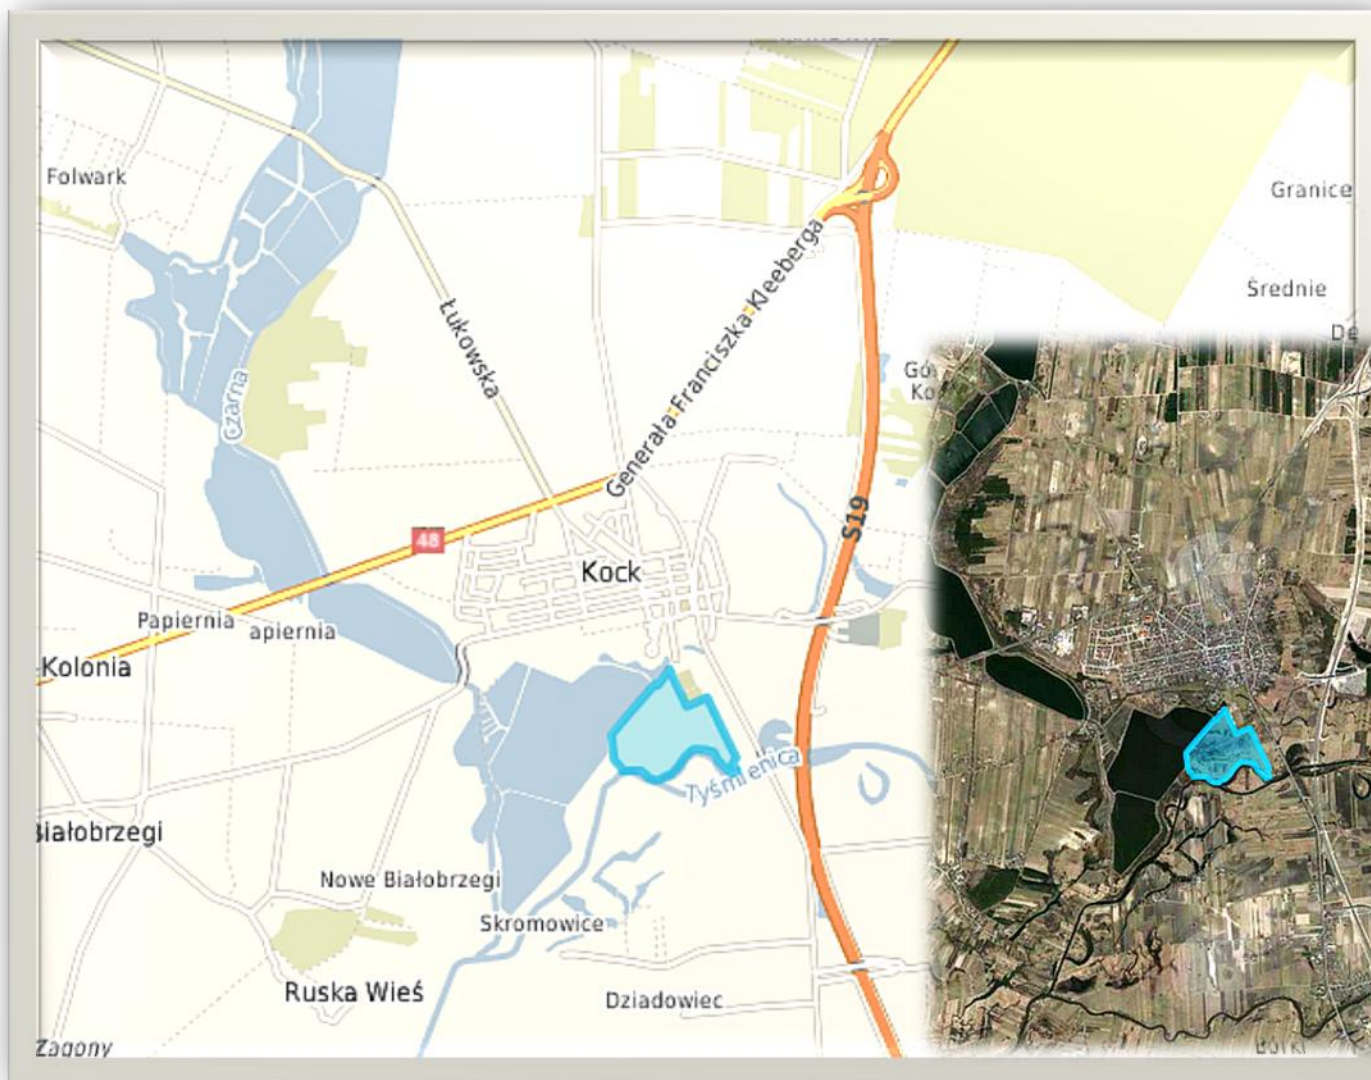 Folwark
Granice
Średnie
Łukowska
Generała Franciszka Kleeberga
Czarna
S19
48
Kock
Papiernia
apiernia
Kolonia
Tyśmienica
Białobrzegi
Nowe Białobrzegi
Skromowice
Ruska Wieś
Dziadowiec
Zagony